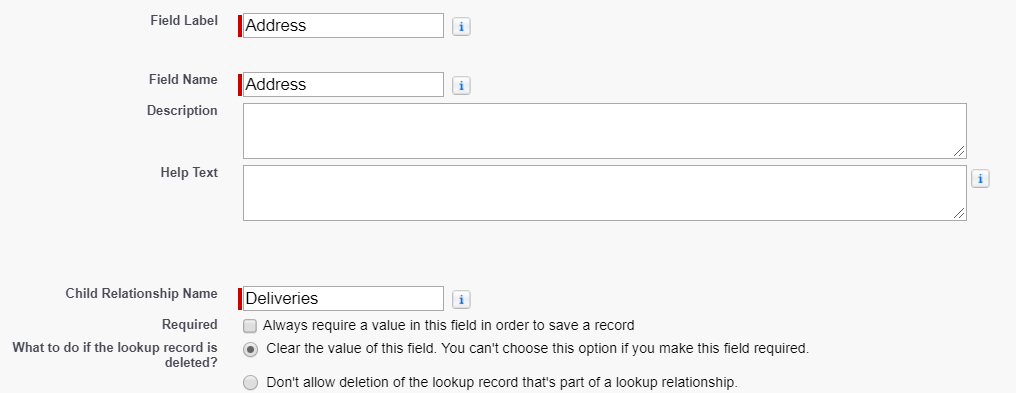 Field Label
Address
i
Field Name
Address
i
Description
Help Text
i
Child Relationship Name
Deliveries
i
Required
Always require a value in this field in order to save a record
What to do if the lookup record is
deleted?
Clear the value of this field. You can't choose this option if you make this field required.
Don't allow deletion of the lookup record that's part of a lookup relationship.